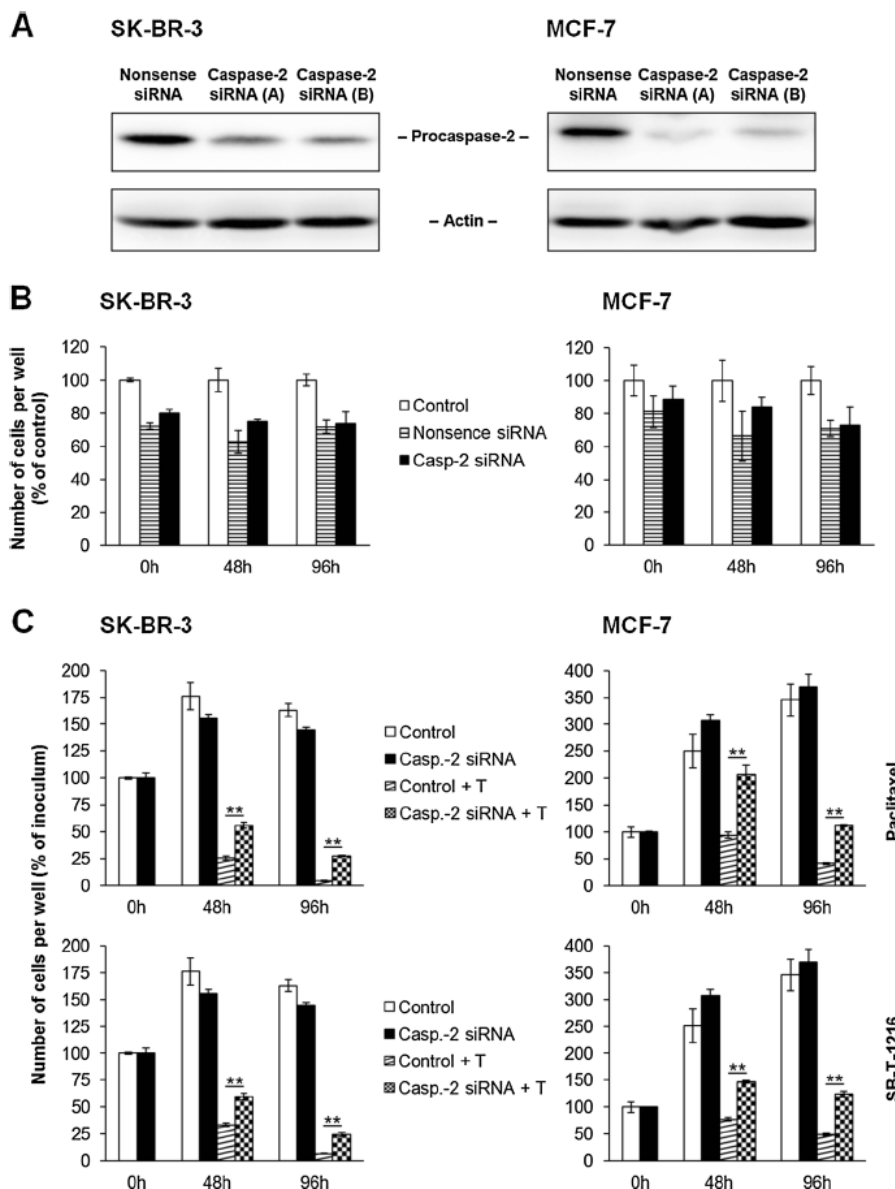 A
SK-BR-3
MCF-7
Nonsense Caspase-2 Caspase-2
siRNA siRNA (A) siRNA (B)
Nonsense Caspase-2 Caspase-2
siRNA siRNA (A) siRNA (B)
– Procaspase-2 –
– Actin –
B
SK-BR-3
MCF-7
Number of cells per well
(% of control)
120
100
80
60
40
20
0
0h 48h 96h
Control
Nonsence siRNA
Casp-2 siRNA
120
100
80
60
40
20
0
0h 48h 96h
C
SK-BR-3
MCF-7
Number of cells per well (% of inoculum)
200
175
150
125
100
75
50
25
0
** **
0h 48h 96h
Control
Casp.-2 siRNA
Control + T
Casp.-2 siRNA + T
400
350
300
250
200
150
100
50
0
** **
0h 48h 96h
Paclitaxel
200
175
150
125
100
75
50
25
0
** **
0h 48h 96h
Control
Casp.-2 siRNA
Control + T
Casp.-2 siRNA + T
400
350
300
250
200
150
100
50
0
** **
0h 48h 96h
SB-T-1216